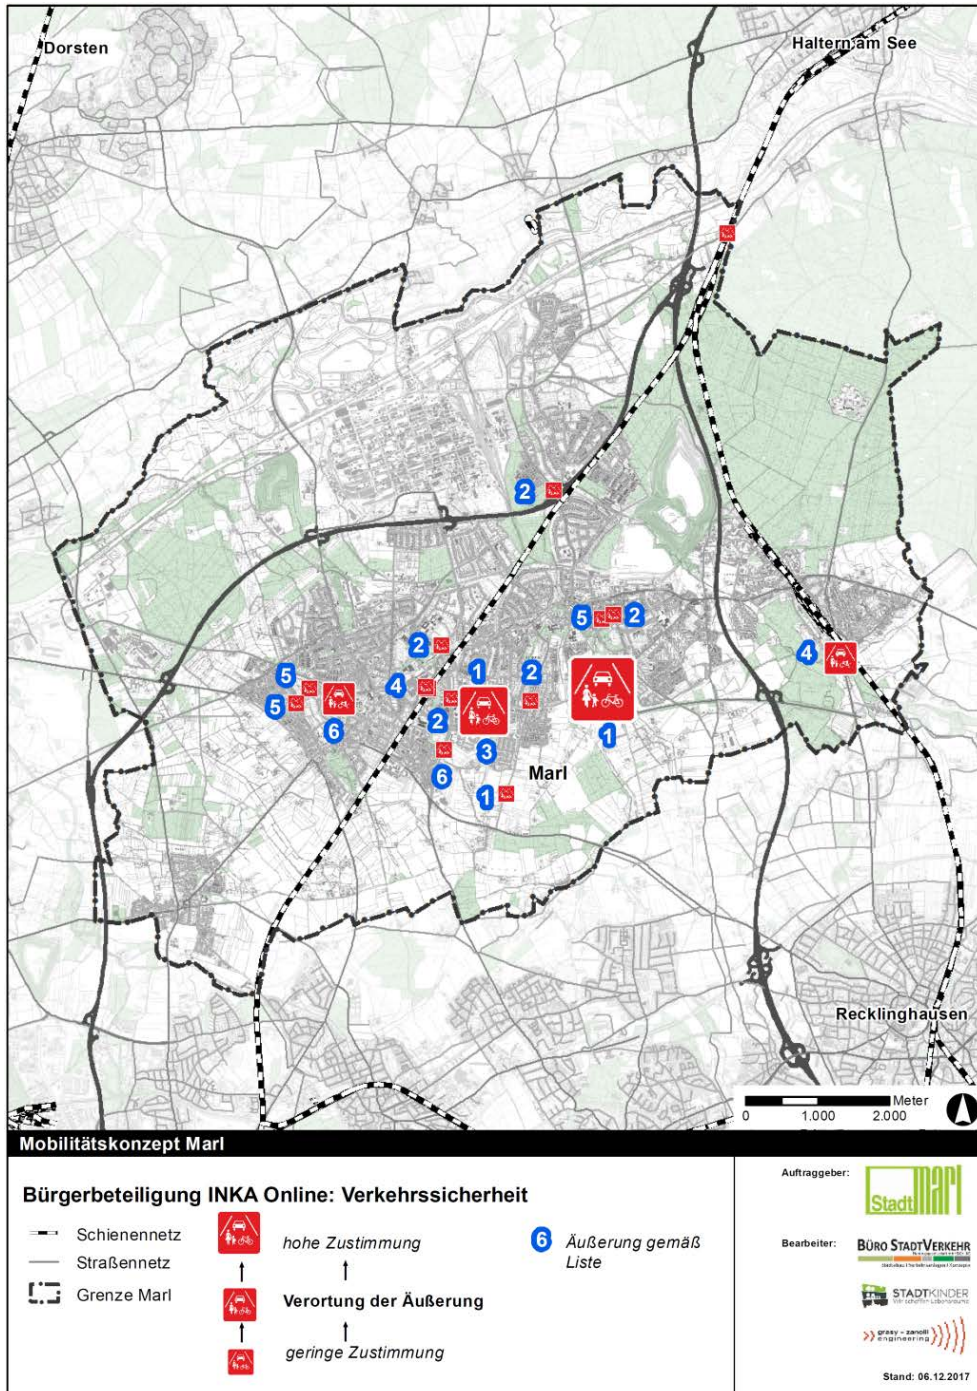 Dorsten
Haltern am See
2
5
2
2
1
2
4
4
5
5
2
6
3
1
6
Marl
1
Recklinghausen
Meter
0 1.000 2.000
Mobilitätskonzept Marl
Bürgerbeteiligung INKA Online: Verkehrssicherheit
Schienennetz
Straßennetz
Grenze Marl
hohe Zustimmung
Verortung der Äußerung
geringe Zustimmung
6 Äußerung gemäß
Liste
Auftraggeber:
Stadt marl
Bearbeiter:
BÜRO STADTVERKEHR
STADTKINDER
grasy + zanolli
engineering
Stand: 06.12.2017